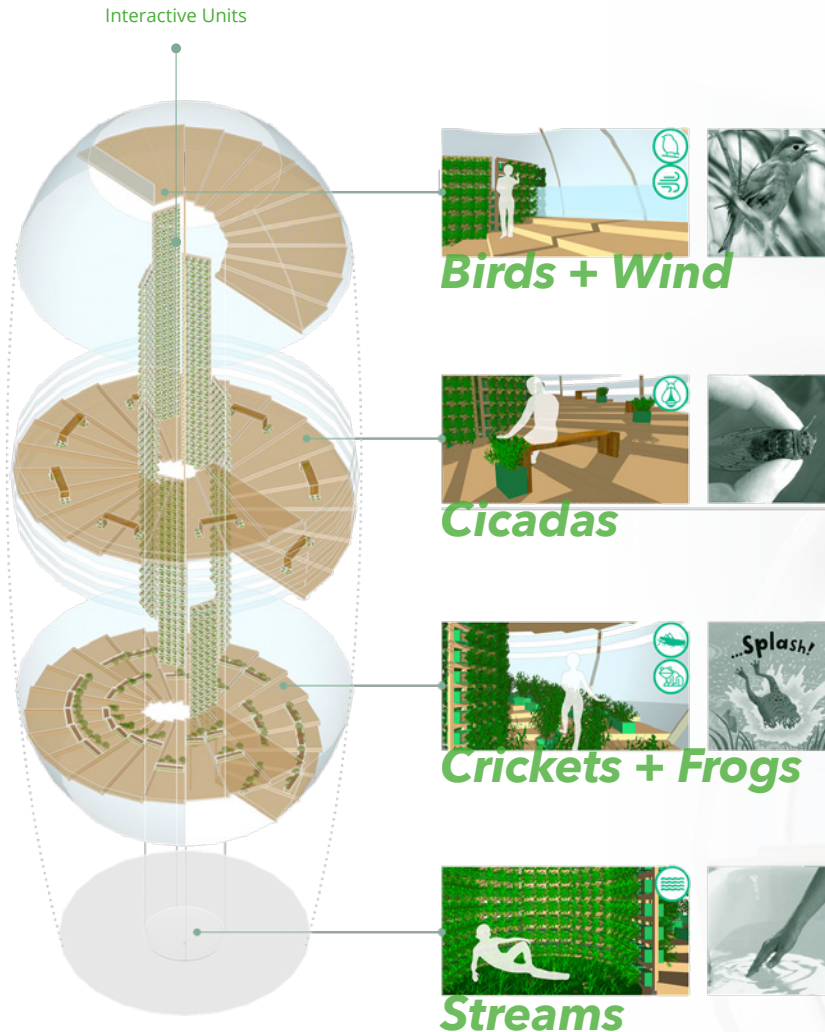 Interactive Units
Birds + Wind
Cicadas
...Splash!
Crickets + Frogs
Streams